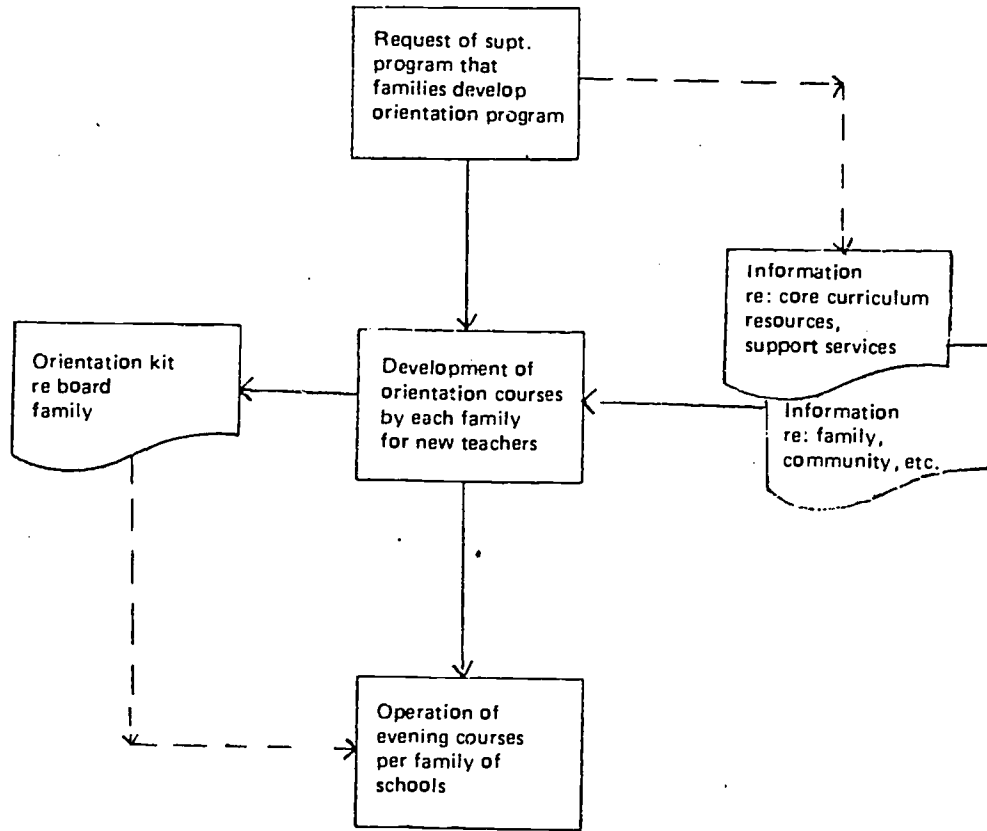 Request of supt.
program that
families develop
orientation program
Information
re: core curriculum
resources,
support services
Orientation kit
re board
family
Development of
orientation courses
by each family
for new teachers
Information
re: family,
community, etc.
Operation of
evening courses
per family of
schools